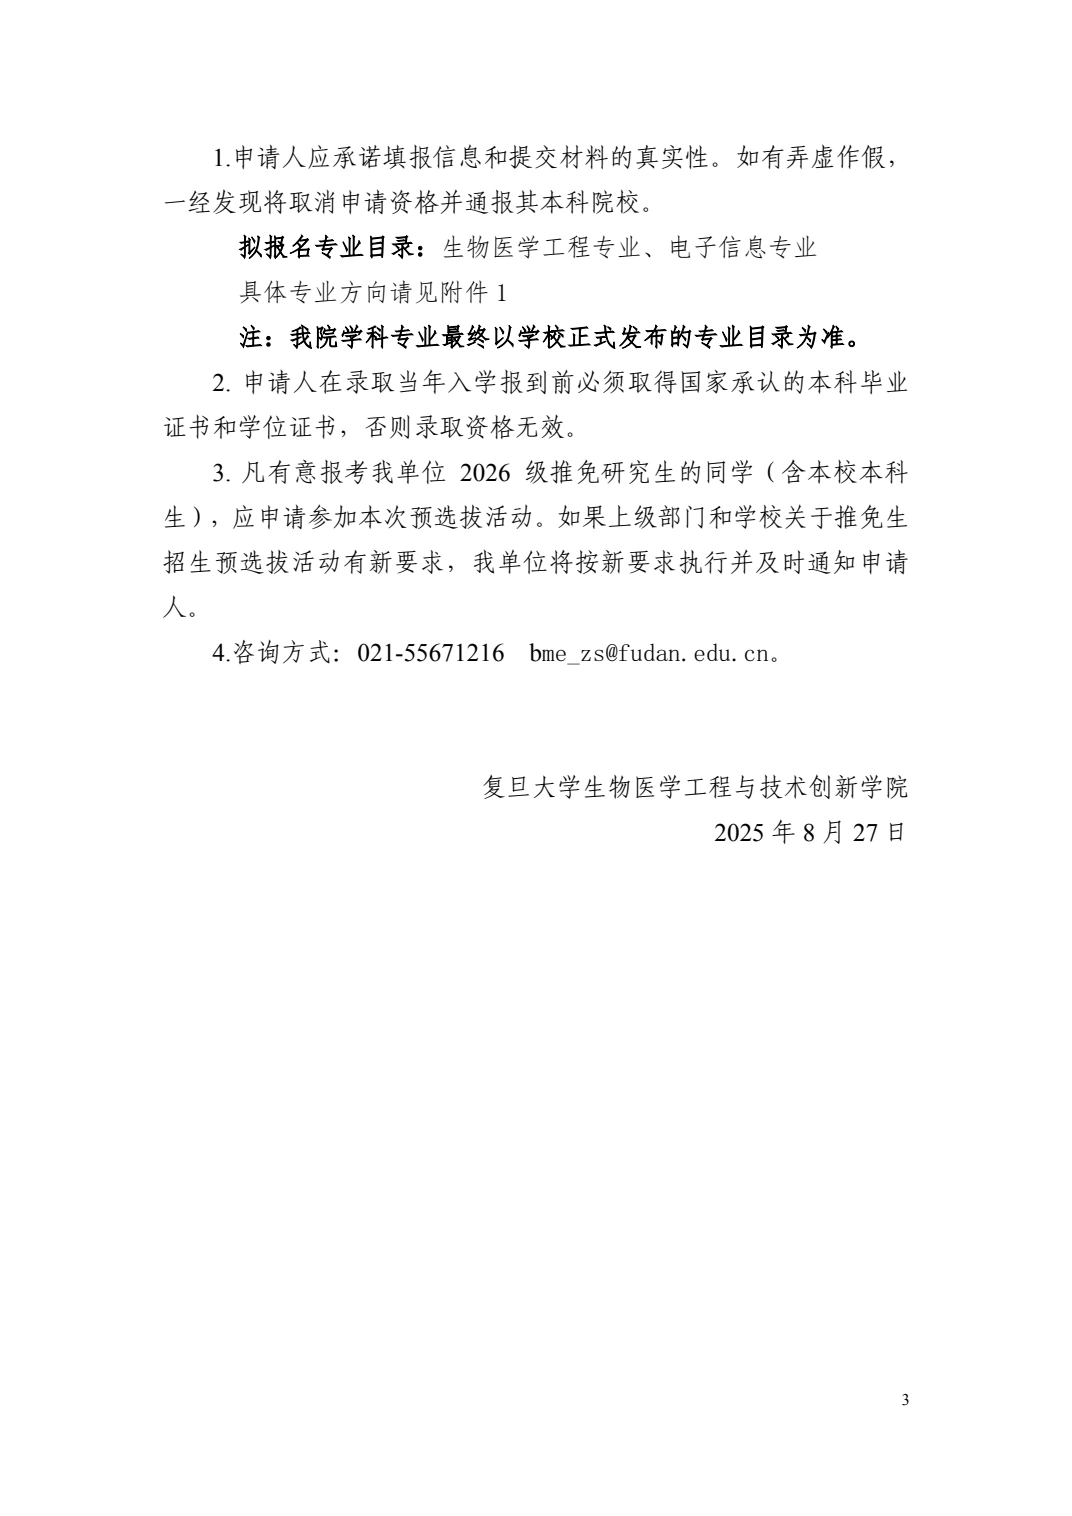 1.申请人应承诺填报信息和提交材料的真实性。如有弄虚作假，
一经发现将取消申请资格并通报其本科院校。
拟报名专业目录：生物医学工程专业、电子信息专业
具体专业方向请见附件 1
注：我院学科专业最终以学校正式发布的专业目录为准。
2. 申请人在录取当年入学报到前必须取得国家承认的本科毕业
证书和学位证书，否则录取资格无效。
3. 凡有意报考我单位 2026 级推免研究生的同学（含本校本科
生），应申请参加本次预选拔活动。如果上级部门和学校关于推免生
招生预选拔活动有新要求，我单位将按新要求执行并及时通知申请
人。
4.咨询方式：021-55671216 bme_zs@fudan.edu.cn。
复旦大学生物医学工程与技术创新学院
2025 年 8 月 27 日
3